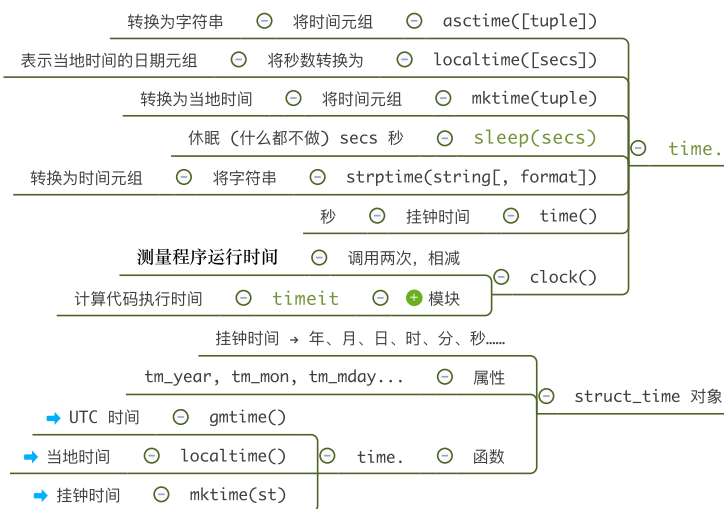 转换为字符串 将时间元组 asctime([tuple])
表示当地时间的日期元组 将秒数转换为 localtime([secs])
转换为当地时间 将时间元组 mktime(tuple)
休眠 (什么都不做) secs 秒 sleep(secs) time.
转换为时间元组 将字符串 strptime(string[, format])
秒 挂钟时间 time()
测量程序运行时间 调用两次，相减 clock()
计算代码执行时间 timeit 模块
挂钟时间 → 年、月、日、时、分、秒……
tm_year, tm_mon, tm_mday... 属性 struct_time 对象
UTC 时间 gmtime()
当地时间 localtime() time. 函数
挂钟时间 mktime(st)